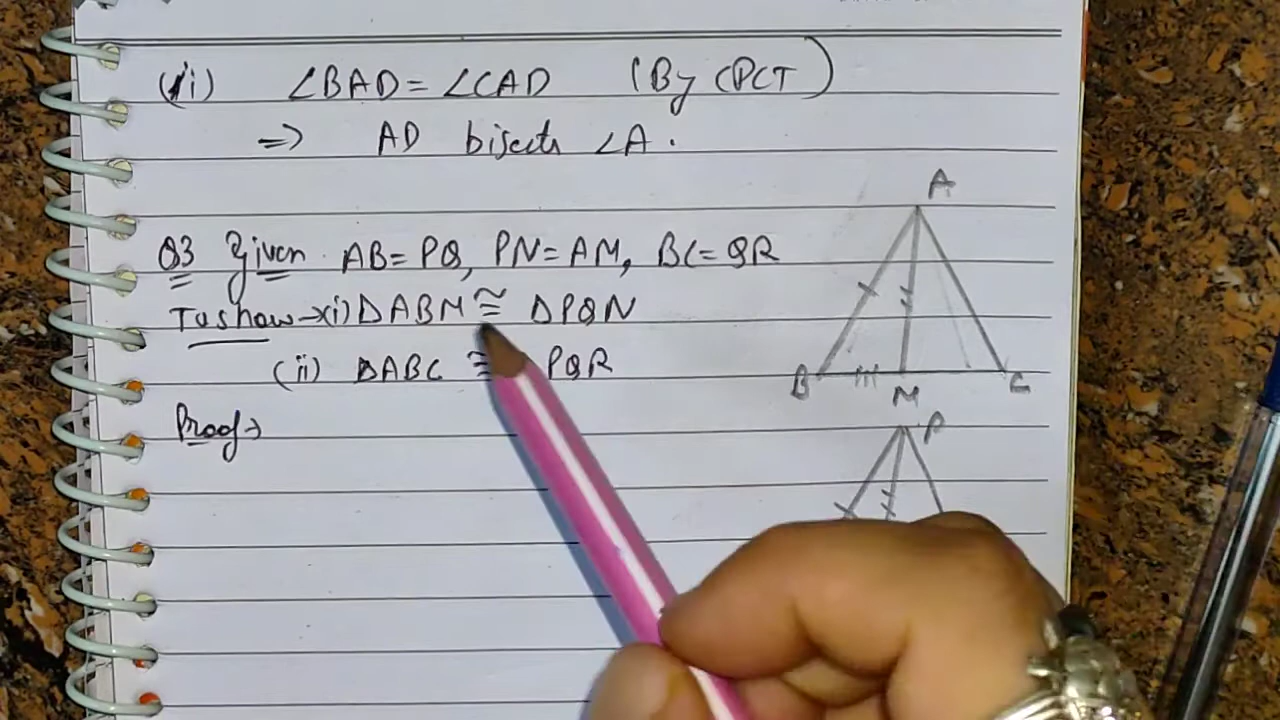 (ii) ∠BAD = ∠CAD (By CPCT)
⇒ AD bisects ∠A.
Q3 Given. AB = PQ, PN = AM, BC = QR
To show → (i) ΔABM ≅ ΔPQN
(ii) ΔABC ≅ PQR
Proof →
A
B
M
C
P